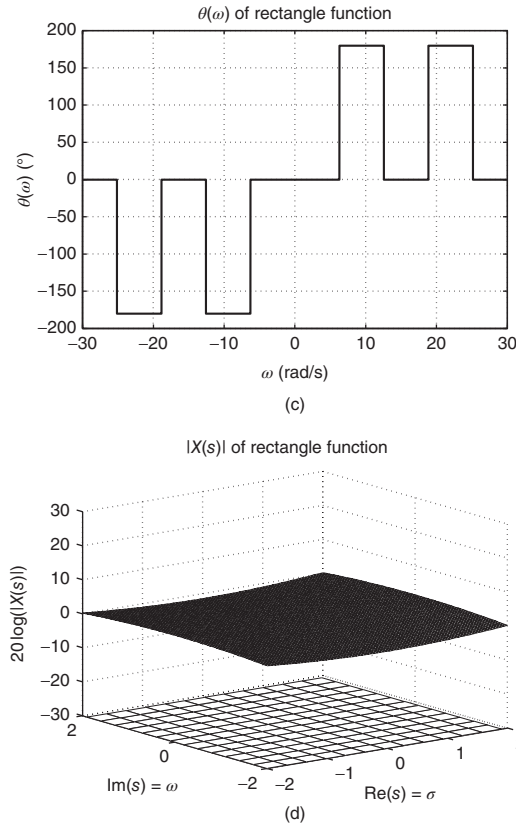 θ(ω) of rectangle function
200
150
100
50
0
−50
−100
−150
−200
θ(ω) (°)
−30 −20 −10 0 10 20 30
ω (rad/s)
(c)
|X(s)| of rectangle function
30
20
10
0
−10
−20
−30
20 log(|X(s)|)
2 0 −2
−2 −1 0 1
Im(s) = ω
Re(s) = σ
(d)